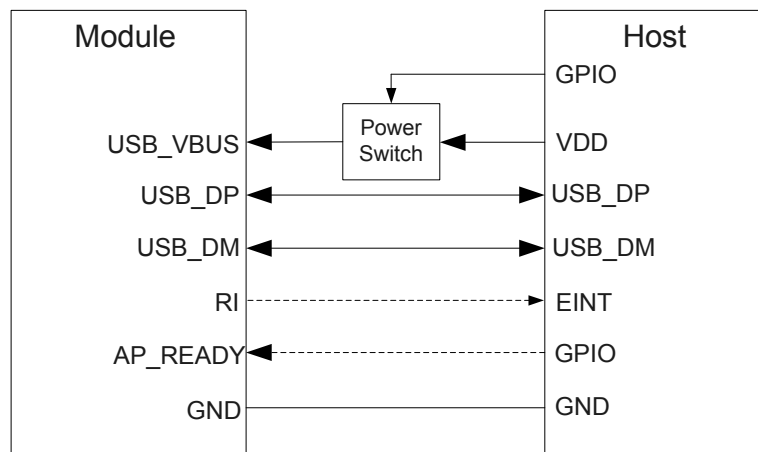 Module
Host
GPIO
USB_VBUS
Power
Switch
VDD
USB_DP
USB_DP
USB_DM
USB_DM
RI
EINT
AP_READY
GPIO
GND
GND